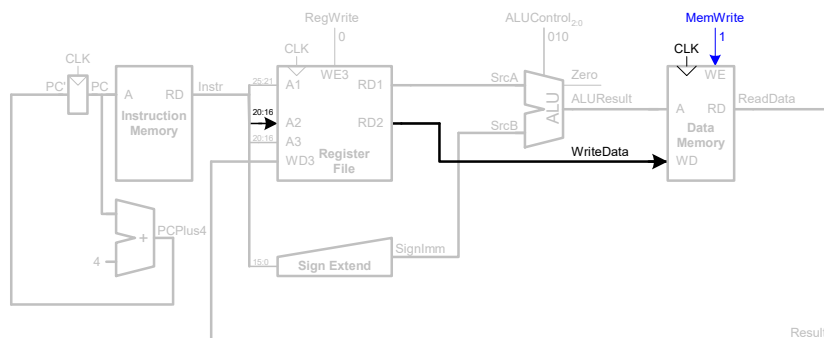 RegWrite
ALUControl2:0
MemWrite
0
010
1
CLK
CLK
CLK
PC'
PC
A
RD
Instr
Instruction
Memory
25:21
A1
WE3
RD1
20:16
A2
RD2
20:16
A3
WD3
Register
File
SrcA
SrcB
ALU
Zero
ALUResult
WriteData
WE
A
RD
ReadData
Data
Memory
WD
PCPlus4
+
4
SignImm
15:0
Sign Extend
Result